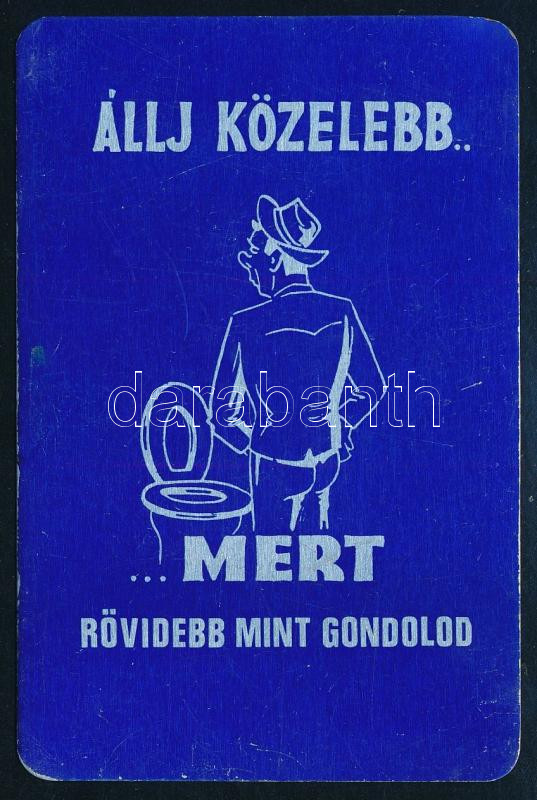 ÁLLJ KÖZELEBB..
darabanth
...MERT
RÖVIDEBB MINT GONDOLOD